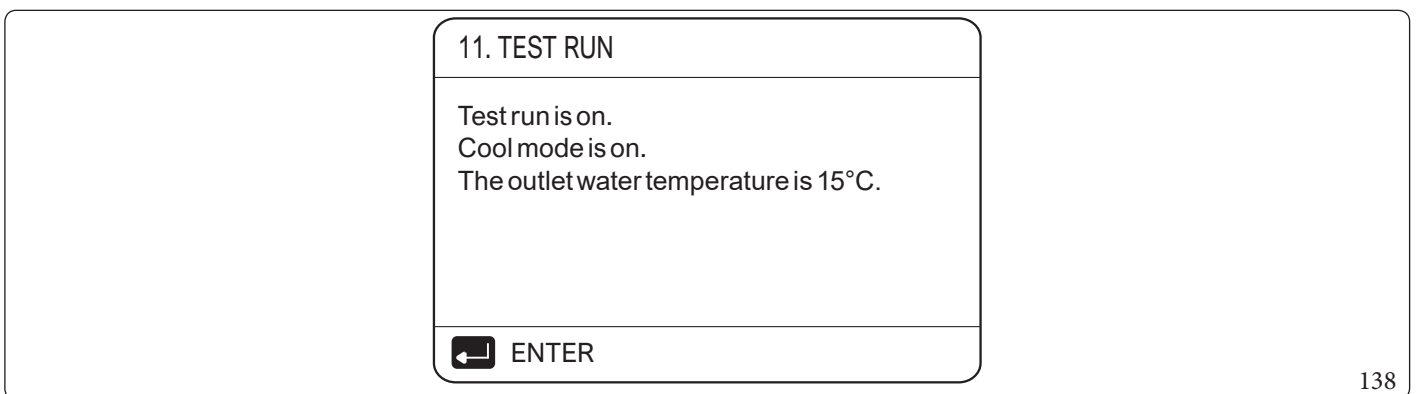 11. TEST RUN
Test run is on.
Cool mode is on.
The outlet water temperature is 15°C.
ENTER
138